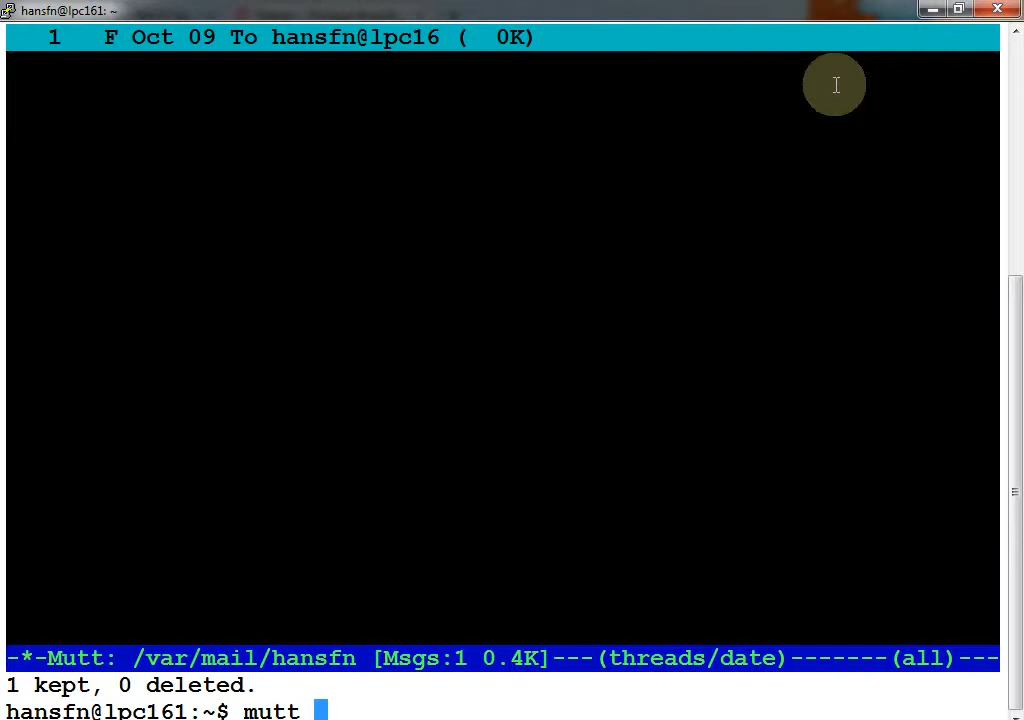 hansfn@lpc161: ~
1 F Oct 09 To hansfn@lpc16 ( 0K)
-*-Mutt: /var/mail/hansfn [Msgs:1 0.4K]---(threads/date)-------(all)---
1 kept, 0 deleted.
hansfn@lpc161:~$ mutt